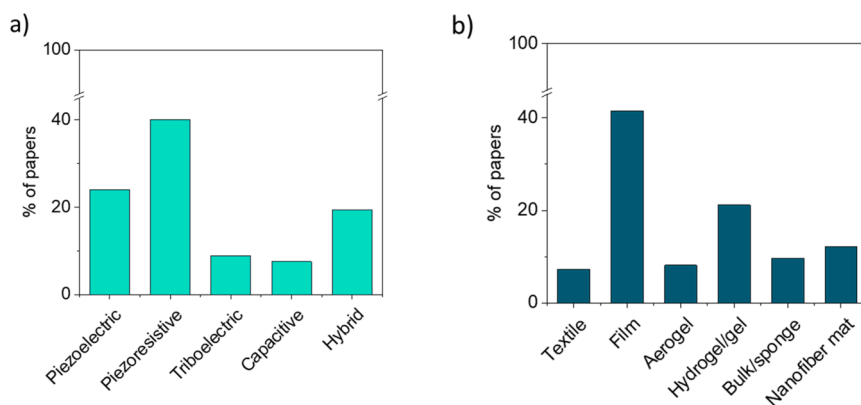 a)
100
40
20
0
% of papers
Piezoelectric
Piezoresistive
Triboelectric
Capacitive
Hybrid
b)
100
40
20
0
% of papers
Textile
Film
Aerogel
Hydrogel/gel
Bulk/sponge
Nanofiber mat